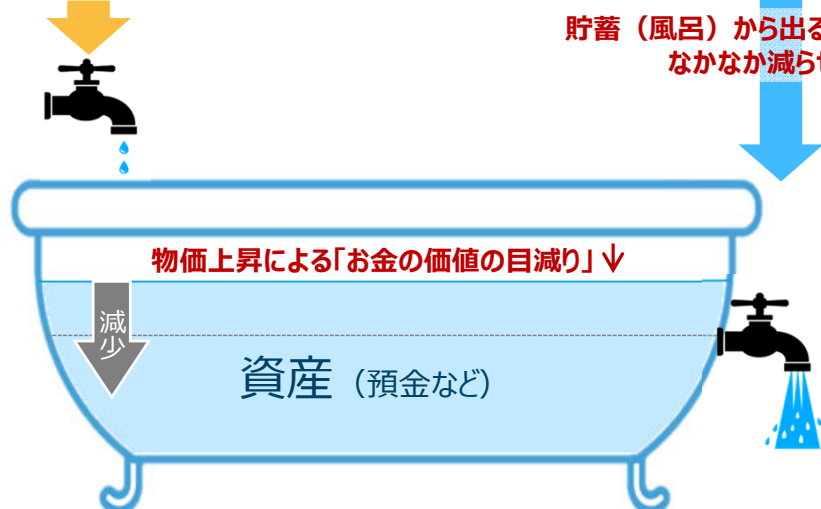 貯蓄（風呂）から出る
なかなか減ら
物価上昇による「お金の価値の目減り」↓
減少
資産（預金など）